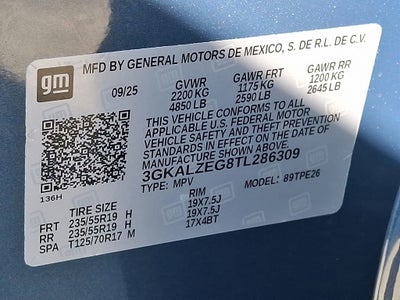 gm
MFD BY GENERAL MOTORS DE MEXICO, S. DE R.L. DE C.V.
09/25 GVWR GAWR FRT GAWR RR
2200 KG 1175 KG 1200 KG
4850 LB 2590 LB 2645 LB
THIS VEHICLE CONFORMS TO ALL
APPLICABLE U.S. FEDERAL MOTOR
VEHICLE SAFETY AND THEFT PREVENTION
STANDARDS IN EFFECT ON THE DATE OF
MANUFACTURE SHOWN ABOVE.
3GKALZEG8TL286309
136H TYPE: MPV MODEL: 89TPE26
TIRE SIZE RIM
FRT 235/55R19 H 19X7.5J
RR 235/55R19 H 19X7.5J
SPA T125/70R17 M 17X4BT